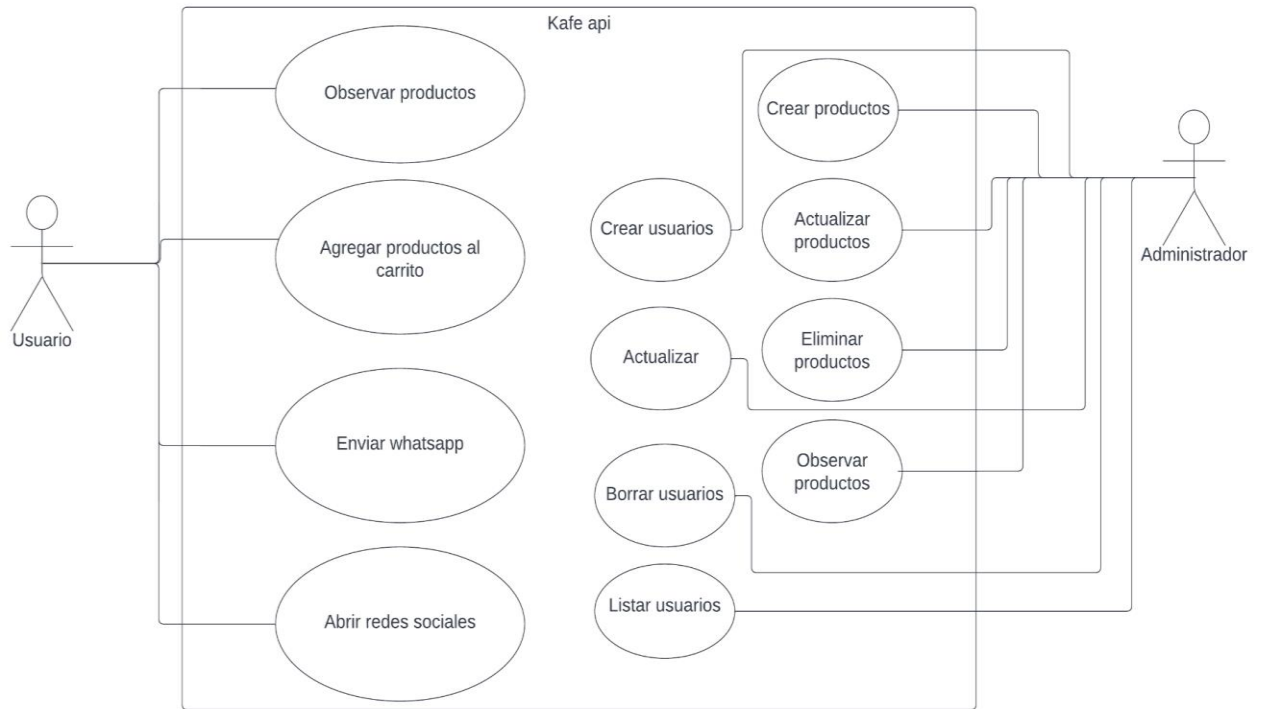 Kafe api
Observar productos
Agregar productos al
carrito
Enviar whatsapp
Abrir redes sociales
Usuario
Crear productos
Crear usuarios
Actualizar
productos
Actualizar
Eliminar
productos
Borrar usuarios
Observar
productos
Listar usuarios
Administrador